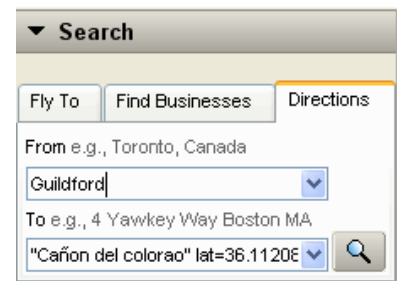 Search
Fly To Find Businesses Directions
From e.g., Toronto, Canada
Guildford
To e.g., 4 Yawkey Way Boston MA
"Cañon del colorao" lat=36.11208